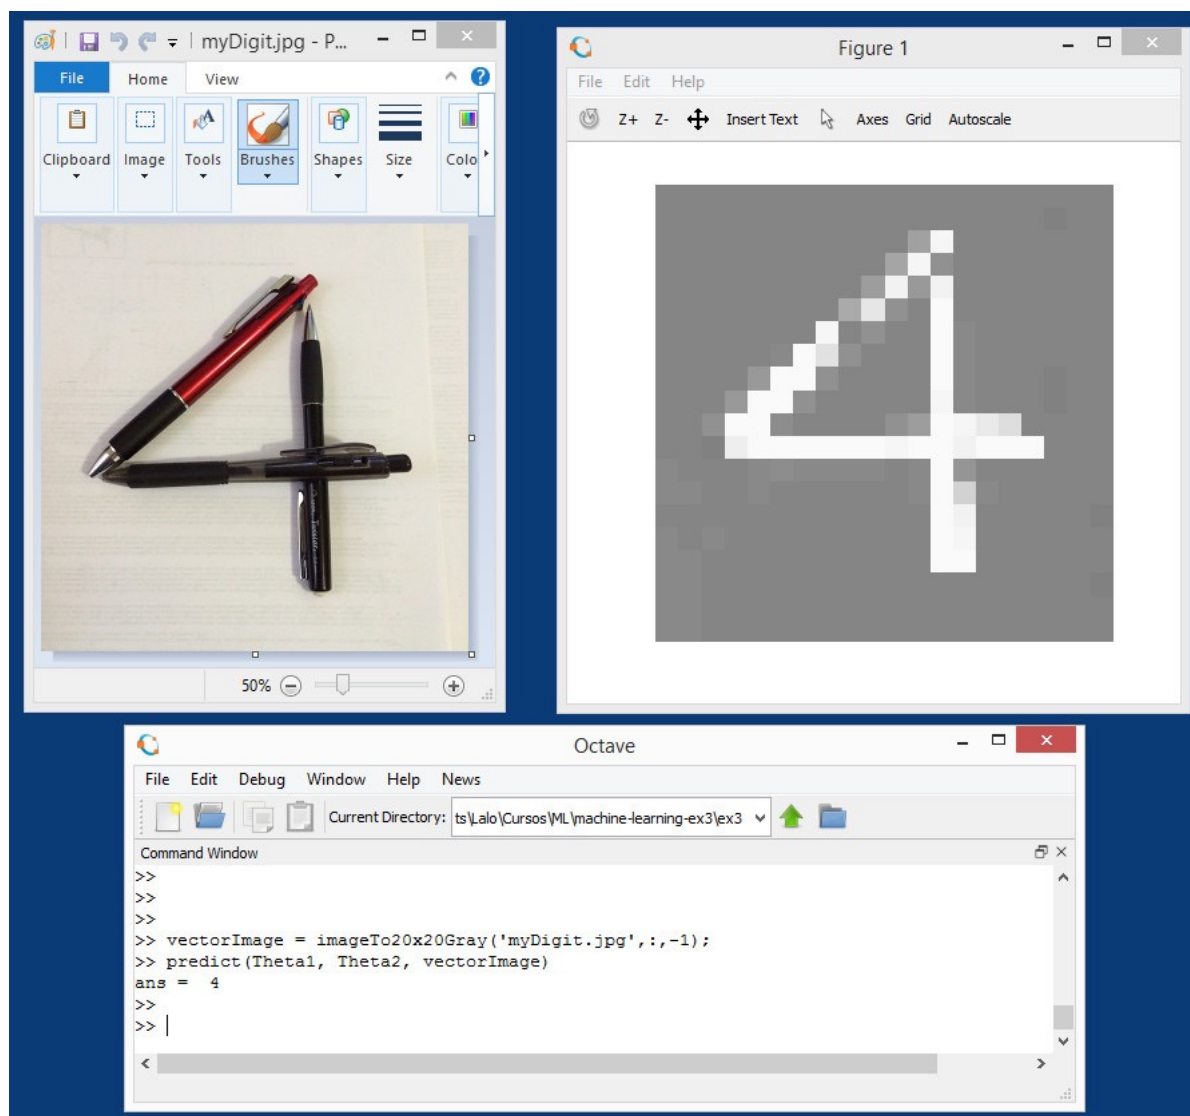 myDigit.jpg - P...
File Home View
Clipboard Image Tools Brushes Shapes Size Colo
50%
Figure 1
File Edit Help
Z+ Z- Insert Text Axes Grid Autoscale
Octave
File Edit Debug Window Help News
Current Directory: ts\Lalo\Cursos\ML\machine-learning-ex3\ex3
Command Window
>>
>>
>>
>> vectorImage = imageTo20x20Gray('myDigit.jpg',:,-1);
>> predict(Theta1, Theta2, vectorImage)
ans =  4
>>
>>